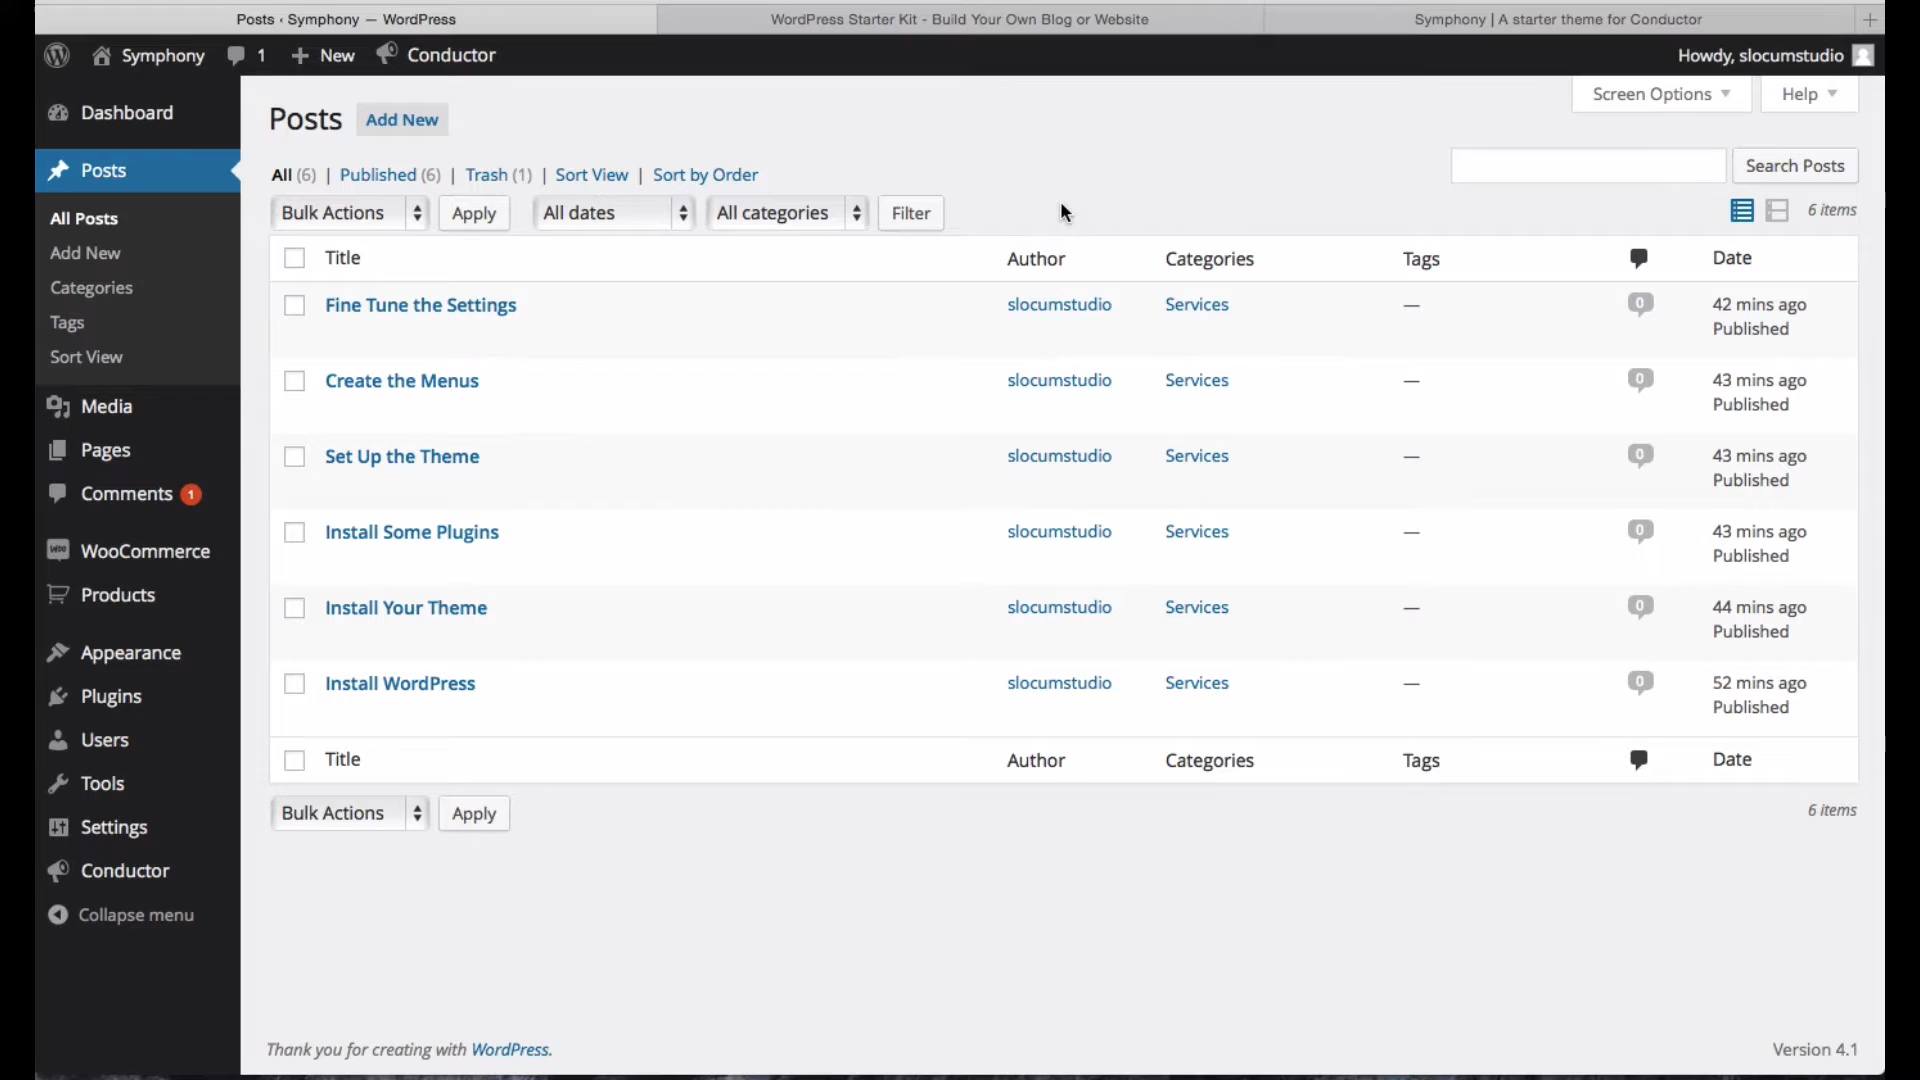 Posts ‹ Symphony — WordPress
WordPress Starter Kit - Build Your Own Blog or Website
Symphony | A starter theme for Conductor
Symphony 1 New Conductor
Howdy, slocumstudio
Dashboard
Posts
All Posts
Add New
Categories
Tags
Sort View
Media
Pages
Comments 1
WooCommerce
Products
Appearance
Plugins
Users
Tools
Settings
Conductor
Collapse menu
Screen Options
Help
Posts Add New
All (6) | Published (6) | Trash (1) | Sort View | Sort by Order
Search Posts
Bulk Actions Apply All dates All categories Filter
6 items
Title Author Categories Tags Date
Fine Tune the Settings slocumstudio Services — 0 42 mins ago
Published
Create the Menus slocumstudio Services — 0 43 mins ago
Published
Set Up the Theme slocumstudio Services — 0 43 mins ago
Published
Install Some Plugins slocumstudio Services — 0 43 mins ago
Published
Install Your Theme slocumstudio Services — 0 44 mins ago
Published
Install WordPress slocumstudio Services — 0 52 mins ago
Published
Title Author Categories Tags Date
Bulk Actions Apply
6 items
Thank you for creating with WordPress.
Version 4.1